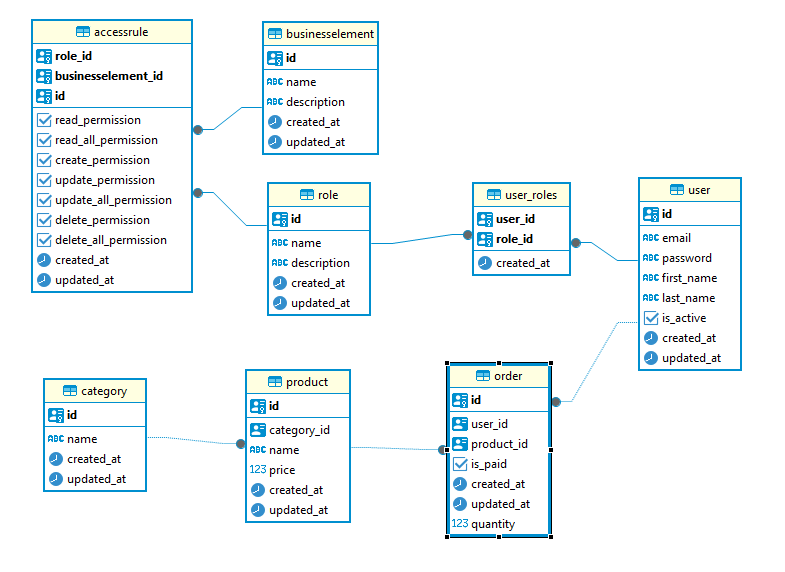 accessrule
role_id
businesselement_id
id
read_permission
read_all_permission
create_permission
update_permission
update_all_permission
delete_permission
delete_all_permission
created_at
updated_at
businesselement
id
ABC name
ABC description
created_at
updated_at
role
id
ABC name
ABC description
created_at
updated_at
user_roles
user_id
role_id
created_at
user
id
ABC email
ABC password
ABC first_name
ABC last_name
is_active
created_at
updated_at
category
id
ABC name
created_at
updated_at
product
id
category_id
ABC name
123 price
created_at
updated_at
order
id
user_id
product_id
is_paid
created_at
updated_at
123 quantity